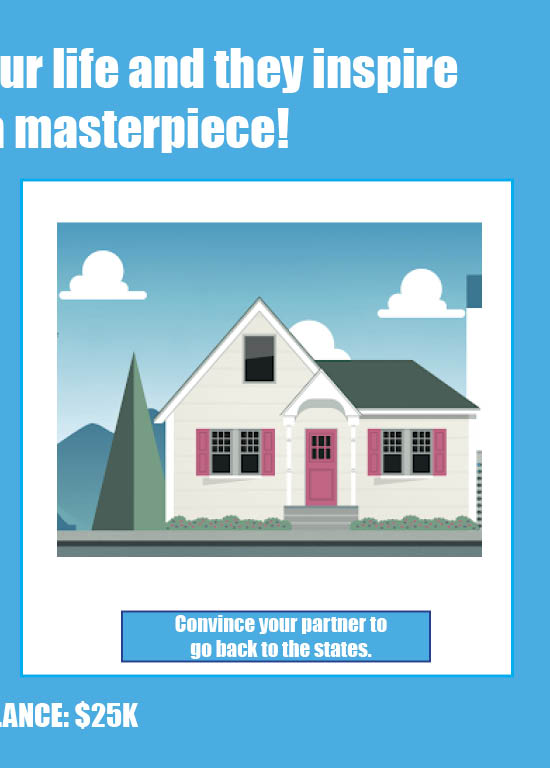 ur life and they inspire
masterpiece!
Convince your partner to
go back to the states.
LANCE: $25K